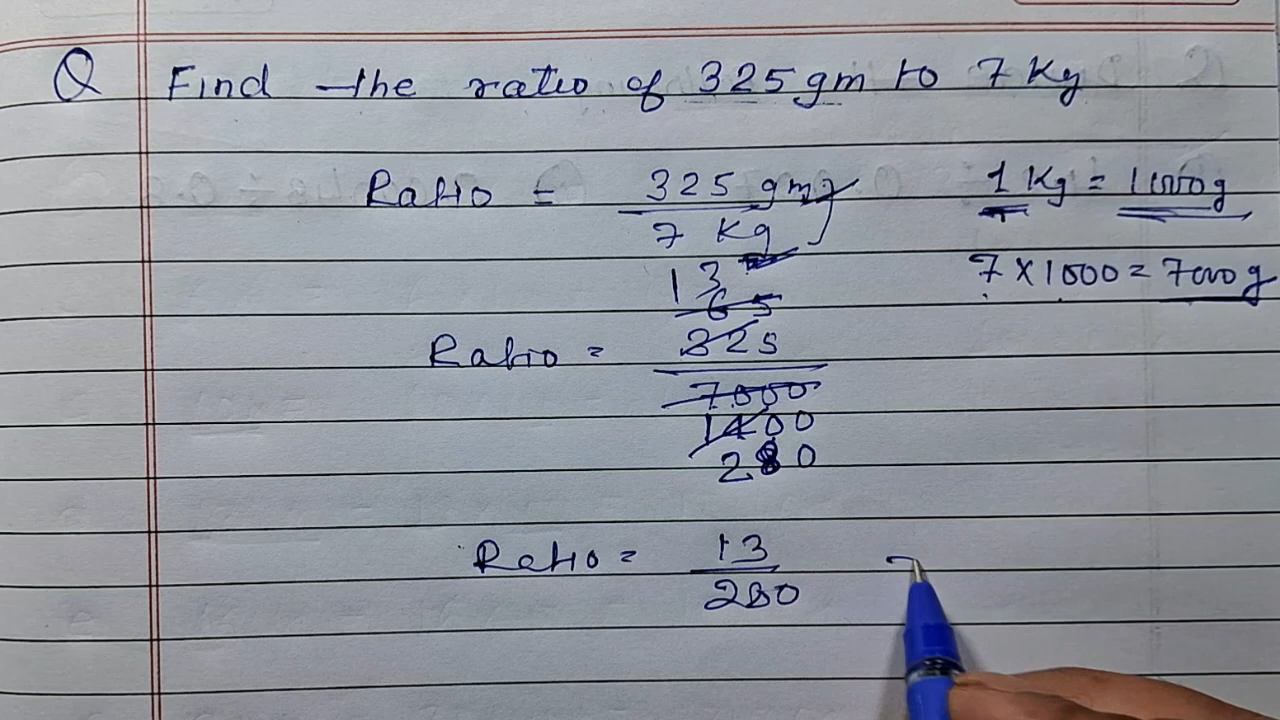 Q Find the ratio of 325 gm to 7 Kg
Ratio = 325 gm / 7 Kg
1 Kg = 1000 g
7 × 1000 = 7000 g
13
65
Ratio = 325
7000
1400
280
Ratio = 13 / 280